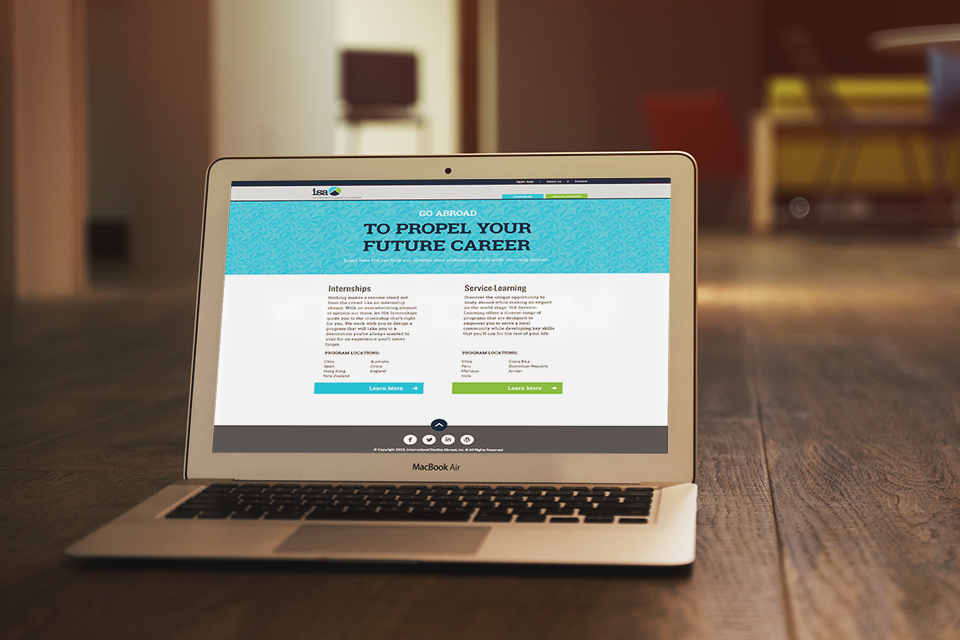 Apply Now | About Us | Contact
isa
GO ABROAD
TO PROPEL YOUR
FUTURE CAREER
Learn how ISA can help you develop your professional skills while interning abroad.
Internships
Nothing makes a resume stand out
from the crowd like an internship
abroad. With an overwhelming amount
of options out there, let ISA Internships
guide you to the internship that's right
for you. We work with you to design a
program that will take you to a
destination you've always wanted to
visit for an experience you'll never
forget.
PROGRAM LOCATIONS:
Chile Australia
Spain China
Hong Kong England
New Zealand
Learn More
Service-Learning
Discover the unique opportunity to
study abroad while making an impact
on the world stage. ISA Service-
Learning offers a diverse range of
programs that are designed to
empower you to serve a local
community while developing key skills
that you'll use for the rest of your life.
PROGRAM LOCATIONS:
Chile Costa Rica
Peru Dominican Republic
Morocco Jordan
India
Learn More
© Copyright 2013, International Studies Abroad, Inc. © All Rights Reserved
MacBook Air